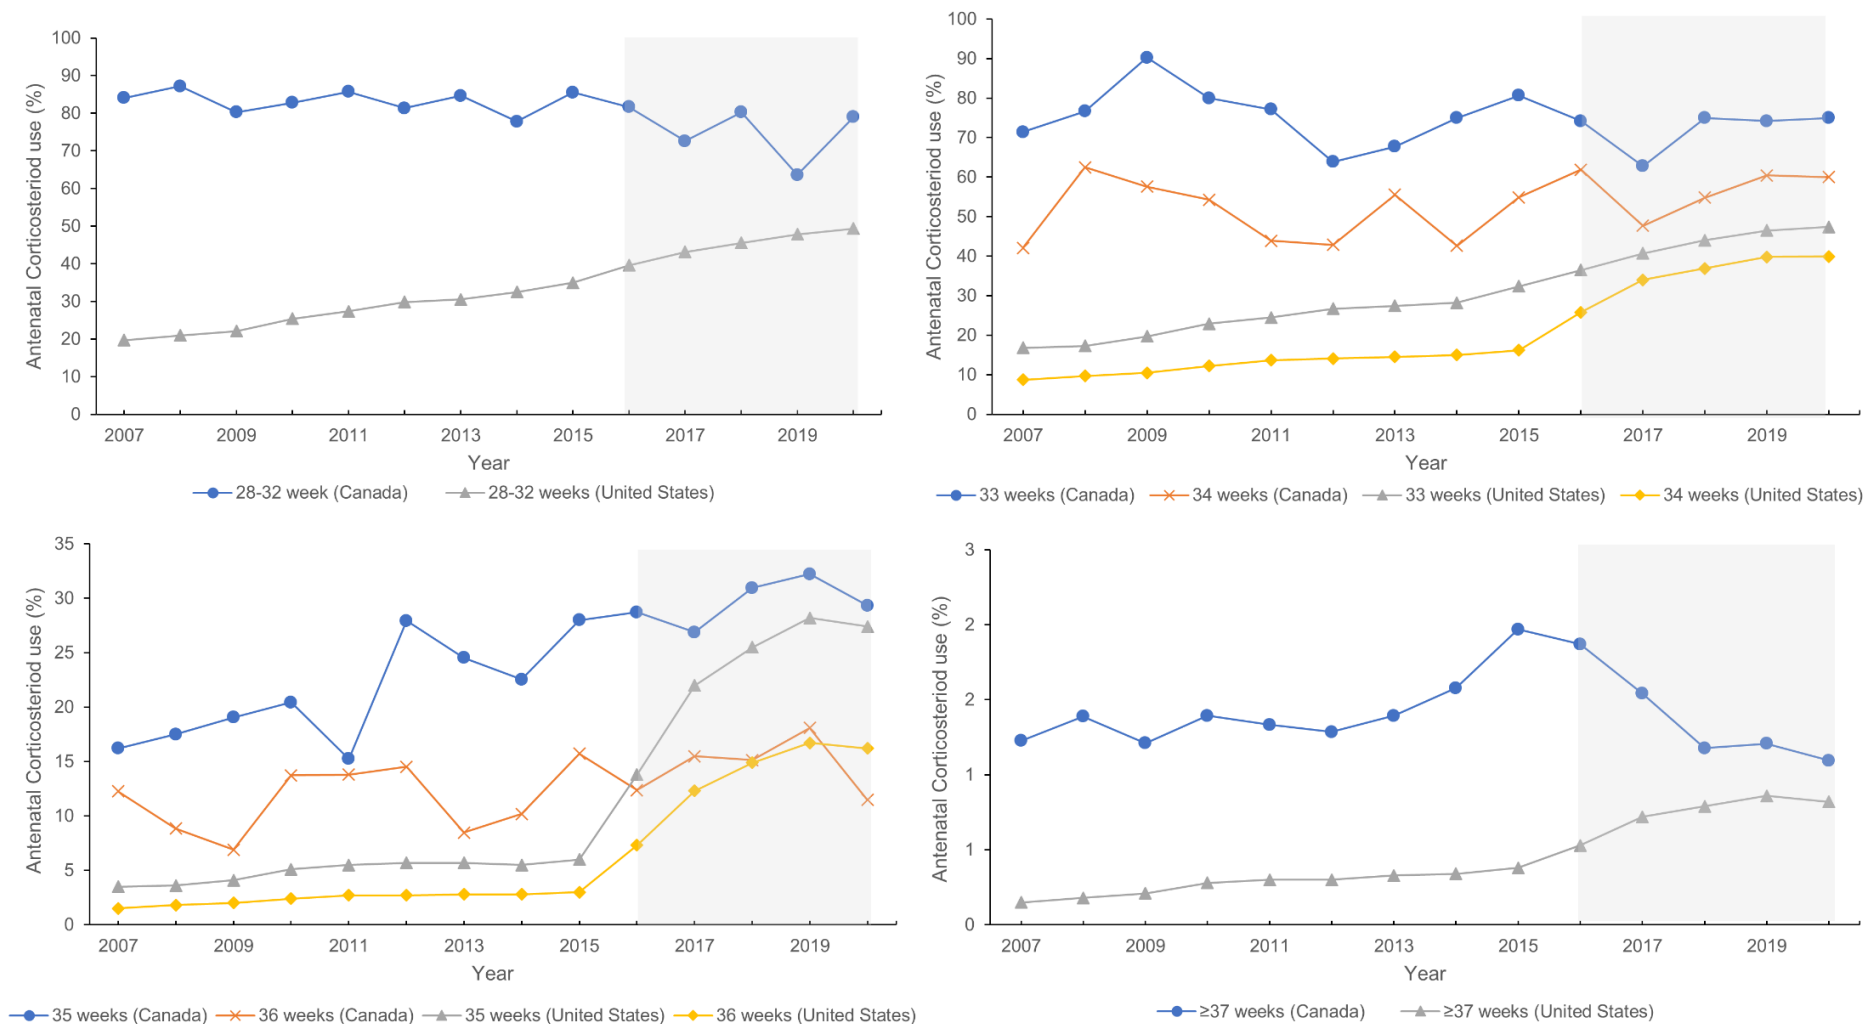 Antenatal Corticosteriod use (%)
100
90
80
70
60
50
40
30
20
10
0
2007 2009 2011 2013 2015 2017 2019
Year
28-32 week (Canada) 28-32 weeks (United States)
Antenatal Corticosteriod use (%)
100
90
80
70
60
50
40
30
20
10
0
2007 2009 2011 2013 2015 2017 2019
Year
33 weeks (Canada) 34 weeks (Canada) 33 weeks (United States) 34 weeks (United States)
Antenatal Corticosteriod use (%)
35
30
25
20
15
10
5
0
2007 2009 2011 2013 2015 2017 2019
Year
35 weeks (Canada) 36 weeks (Canada) 35 weeks (United States) 36 weeks (United States)
Antenatal Corticosteriod use (%)
3
2
2
1
1
0
2007 2009 2011 2013 2015 2017 2019
Year
≥37 weeks (Canada) ≥37 weeks (United States)